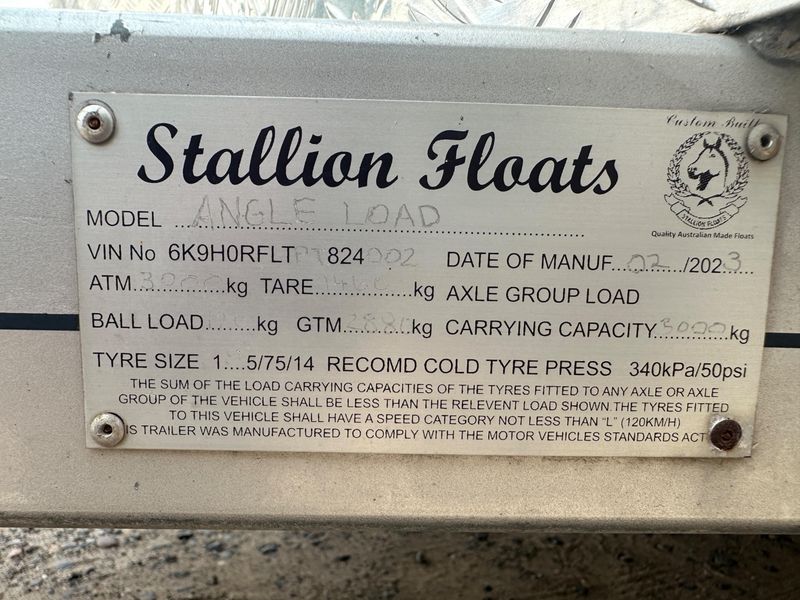 Custom Built
Stallion Floats
STALLION FLOATS
Quality Australian Made Floats
MODEL ANGLE LOAD
VIN No 6K9H0RFLT 824002 DATE OF MANUF. 02 /2023
ATM 3000 kg TARE kg AXLE GROUP LOAD
BALL LOAD kg GTM 2880 kg CARRYING CAPACITY 3000 kg
TYRE SIZE 1....5/75/14 RECOMD COLD TYRE PRESS 340kPa/50psi
THE SUM OF THE LOAD CARRYING CAPACITIES OF THE TYRES FITTED TO ANY AXLE OR AXLE
GROUP OF THE VEHICLE SHALL BE LESS THAN THE RELEVENT LOAD SHOWN.THE TYRES FITTED
TO THIS VEHICLE SHALL HAVE A SPEED CATEGORY NOT LESS THAN "L" (120KM/H)
IS TRAILER WAS MANUFACTURED TO COMPLY WITH THE MOTOR VEHICLES STANDARDS ACT